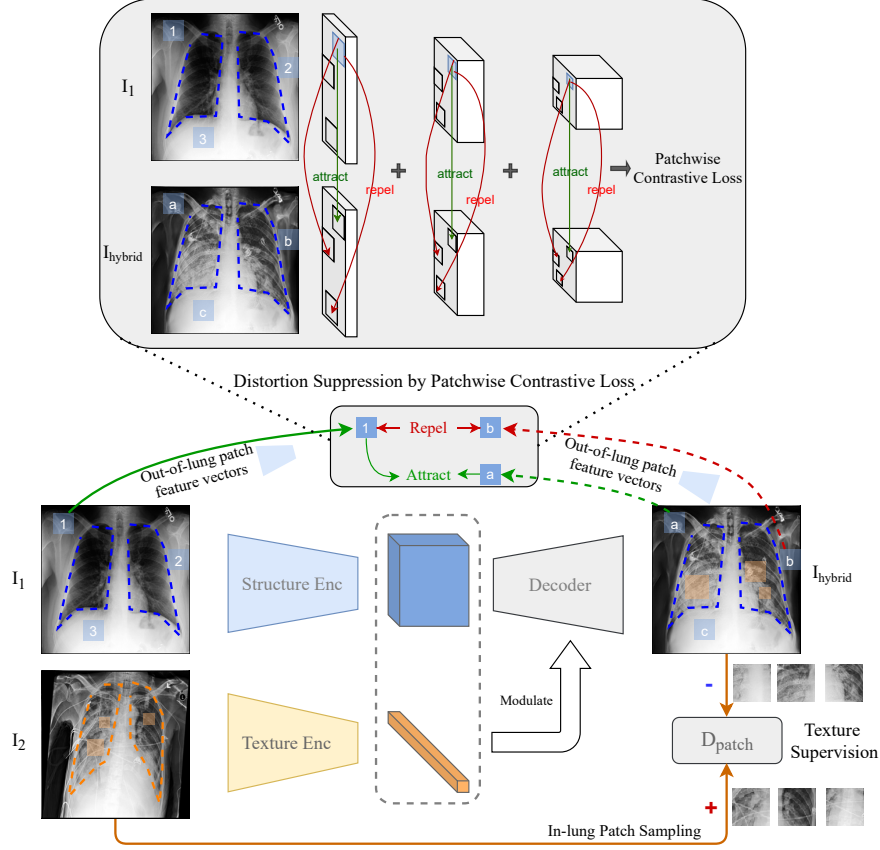 1
2
3
I1
a
b
c
Ihybrid
attract
repel
+
attract
repel
+
attract
repel
Patchwise
Contrastive Loss
Distortion Suppression by Patchwise Contrastive Loss
1
Repel
b
Attract
a
Out-of-lung patch
feature vectors
Out-of-lung patch
feature vectors
1
2
3
I1
Structure Enc
Decoder
a
b
c
Ihybrid
I2
Texture Enc
Modulate
-
Dpatch
Texture
Supervision
+
In-lung Patch Sampling